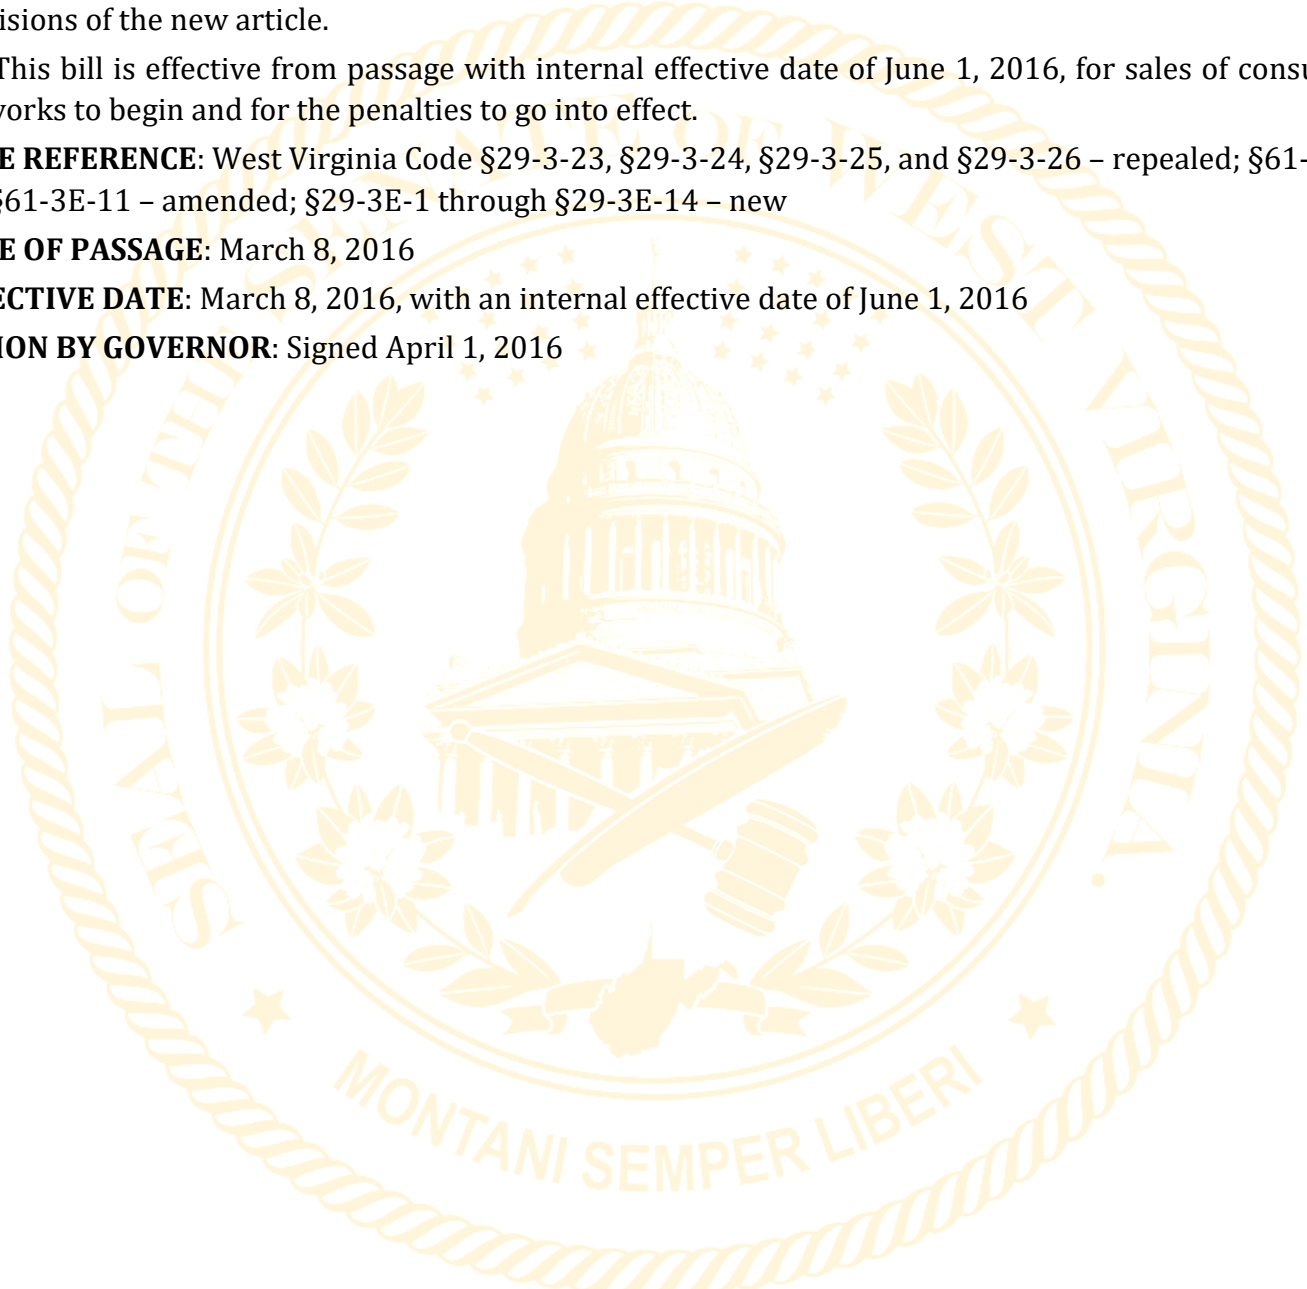 isions of the new article.
This bill is effective from passage with internal effective date of June 1, 2016, for sales of consu
orks to begin and for the penalties to go into effect.
E REFERENCE: West Virginia Code §29-3-23, §29-3-24, §29-3-25, and §29-3-26 – repealed; §61-
§61-3E-11 – amended; §29-3E-1 through §29-3E-14 – new
E OF PASSAGE: March 8, 2016
ECTIVE DATE: March 8, 2016, with an internal effective date of June 1, 2016
ION BY GOVERNOR: Signed April 1, 2016
SEAL OF THE SENATE OF WEST VIRGINIA.
MONTANI SEMPER LIBERI